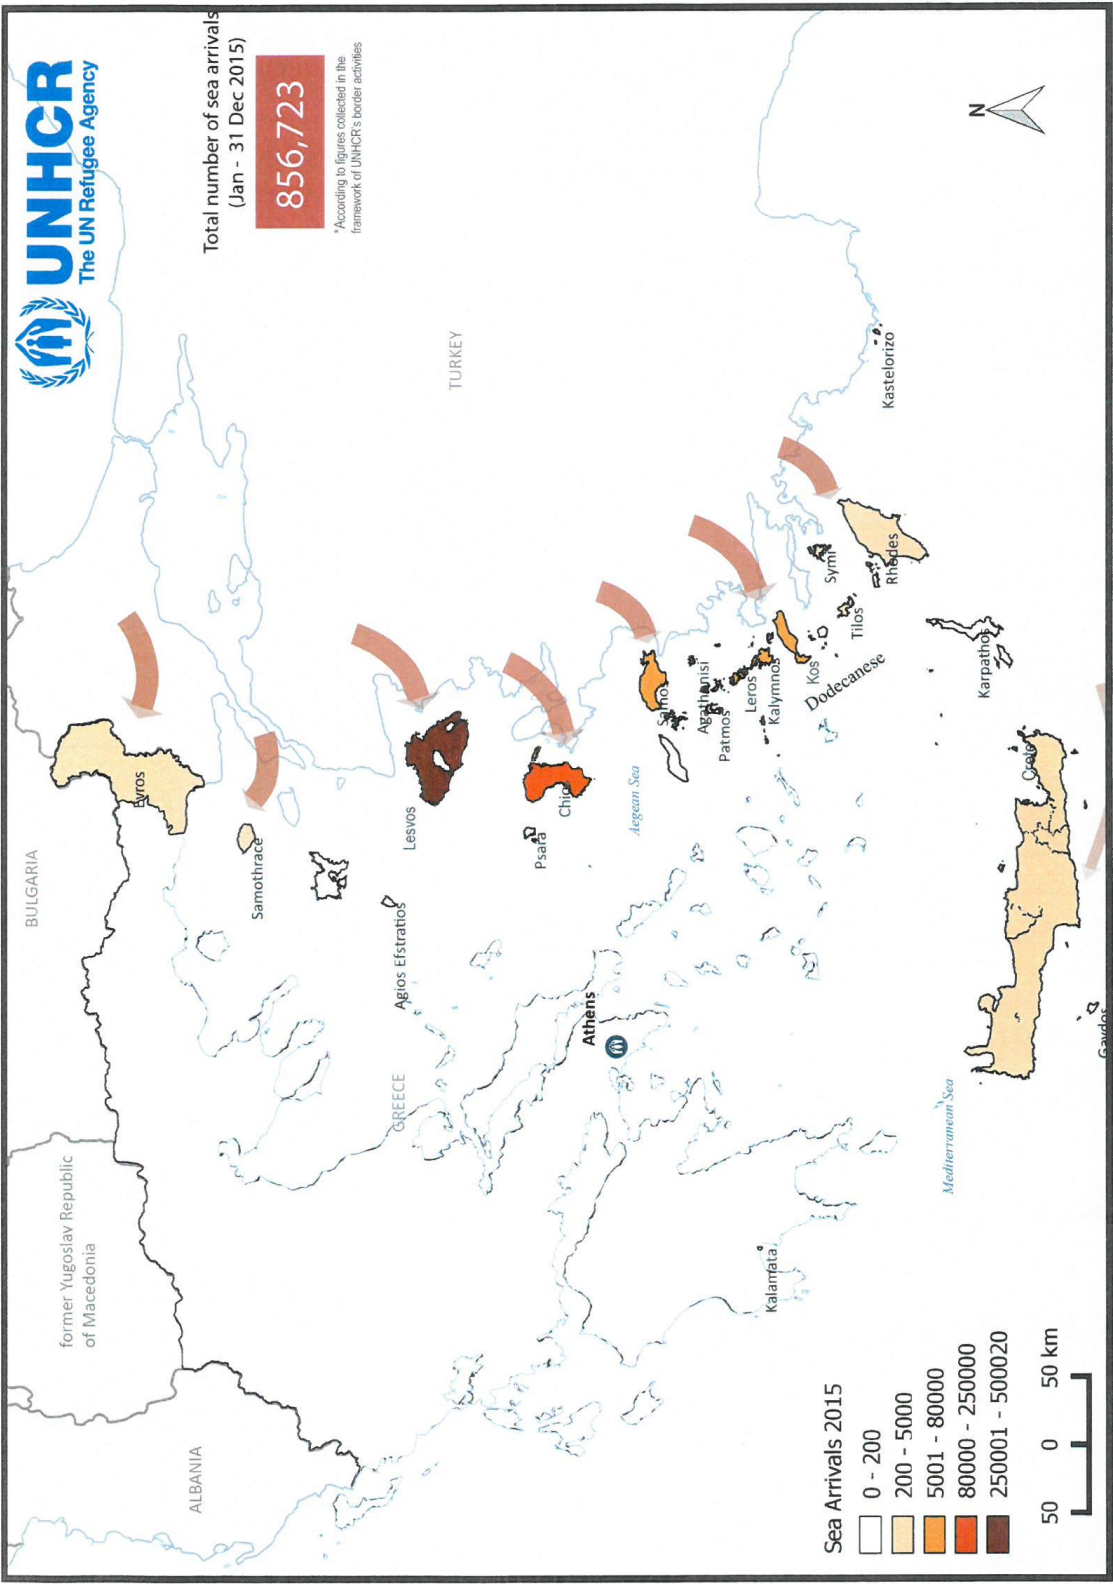 UNHCR
The UN Refugee Agency
Total number of sea arrivals
(Jan - 31 Dec 2015)
856,723
*According to figures collected in the
framework of UNHCR's border activities
BULGARIA
former Yugoslav Republic
of Macedonia
ALBANIA
Evros
Samothrace
TURKEY
GREECE
Agios Efstratios
Lesvos
Psara
Chios
Athens
Aegean Sea
Samos
Agathonisi
Patmos
Leros
Kalymnos
Kos
Dodecanese
Symi
Tilos
Rhodes
Kastelorizo
Kalamata
Karpathos
Crete
Gavdos
Mediterranean Sea
N
Sea Arrivals 2015
0 - 200
200 - 5000
5001 - 80000
80000 - 250000
250001 - 500020
50 0 50 km